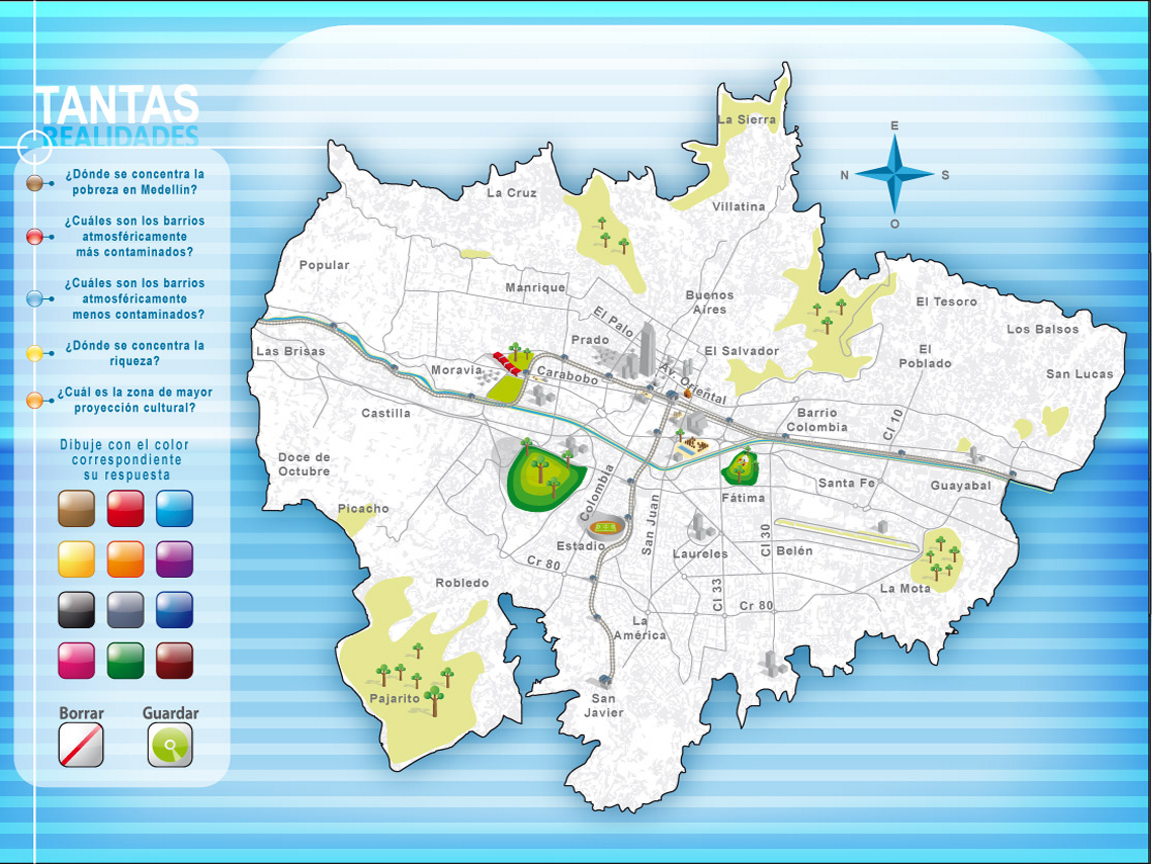 TANTAS
REALIDADES
¿Dónde se concentra la
pobreza en Medellín?
¿Cuáles son los barrios
atmosféricamente
más contaminados?
¿Cuáles son los barrios
atmosféricamente
menos contaminados?
¿Dónde se concentra la
riqueza?
¿Cuál es la zona de mayor
proyección cultural?
Dibuje con el color
correspondiente
su respuesta
Borrar
Guardar
E
N
S
O
La Sierra
La Cruz
Villatina
Popular
Manrique
Buenos
Aires
El Tesoro
Los Balsos
El Palo
Prado
Las Brisas
El Salvador
El
Poblado
San Lucas
Moravia
Carabobo
Av. Oriental
Castilla
Barrio
Colombia
Cl 10
Doce de
Octubre
Colombia
Fátima
Santa Fe
Guayabal
Picacho
San Juan
Cl 30
Estadio
Laureles
Belén
Cr 80
Robledo
Cl 33
La Mota
Cr 80
La
América
Pajarito
San
Javier